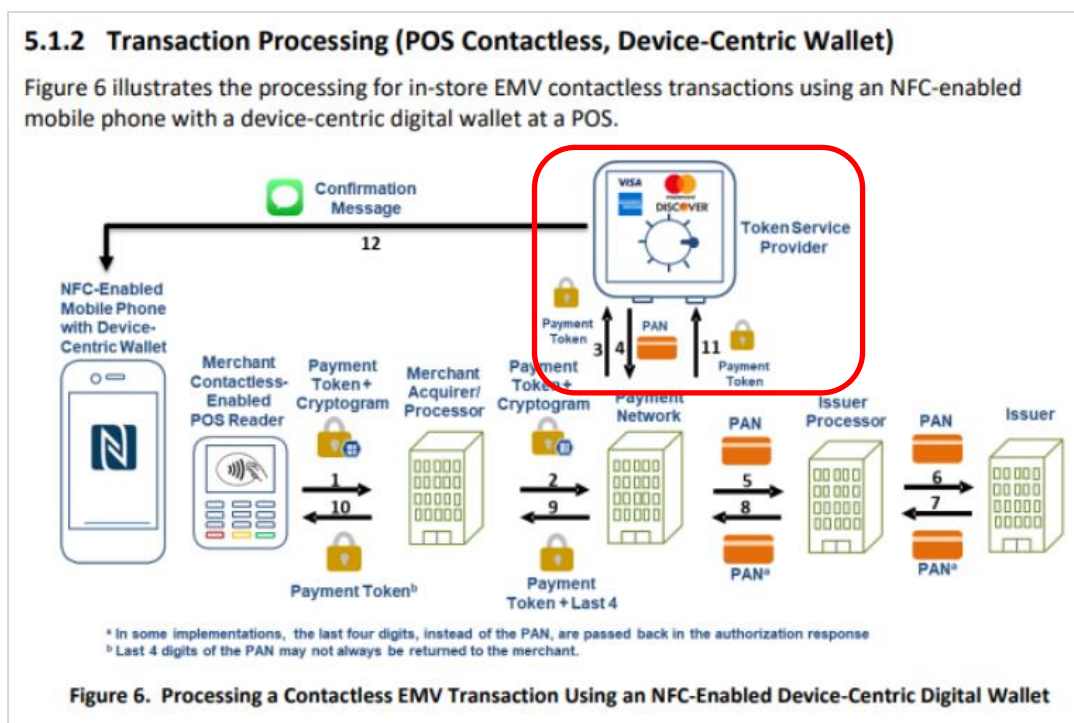 5.1.2 Transaction Processing (POS Contactless, Device-Centric Wallet)
Figure 6 illustrates the processing for in-store EMV contactless transactions using an NFC-enabled
mobile phone with a device-centric digital wallet at a POS.
Confirmation
Message
12
VISA
mastercard
AMERICAN
EXPRESS
DISCOVER
Token Service
Provider
NFC-Enabled
Mobile Phone
with Device-
Centric Wallet
Payment
Token
3
4
PAN
11
Payment
Token
Merchant
Contactless-
Enabled
POS Reader
Payment
Token +
Cryptogram
Merchant
Acquirer/
Processor
Payment
Token +
Cryptogram
Payment
Network
PAN
Issuer
Processor
PAN
Issuer
1
10
2
9
5
8
6
7
Payment Tokenᵇ
Payment
Token + Last 4
PANᵃ
PANᵃ
ᵃ In some implementations, the last four digits, instead of the PAN, are passed back in the authorization response
ᵇ Last 4 digits of the PAN may not always be returned to the merchant.
Figure 6. Processing a Contactless EMV Transaction Using an NFC-Enabled Device-Centric Digital Wallet